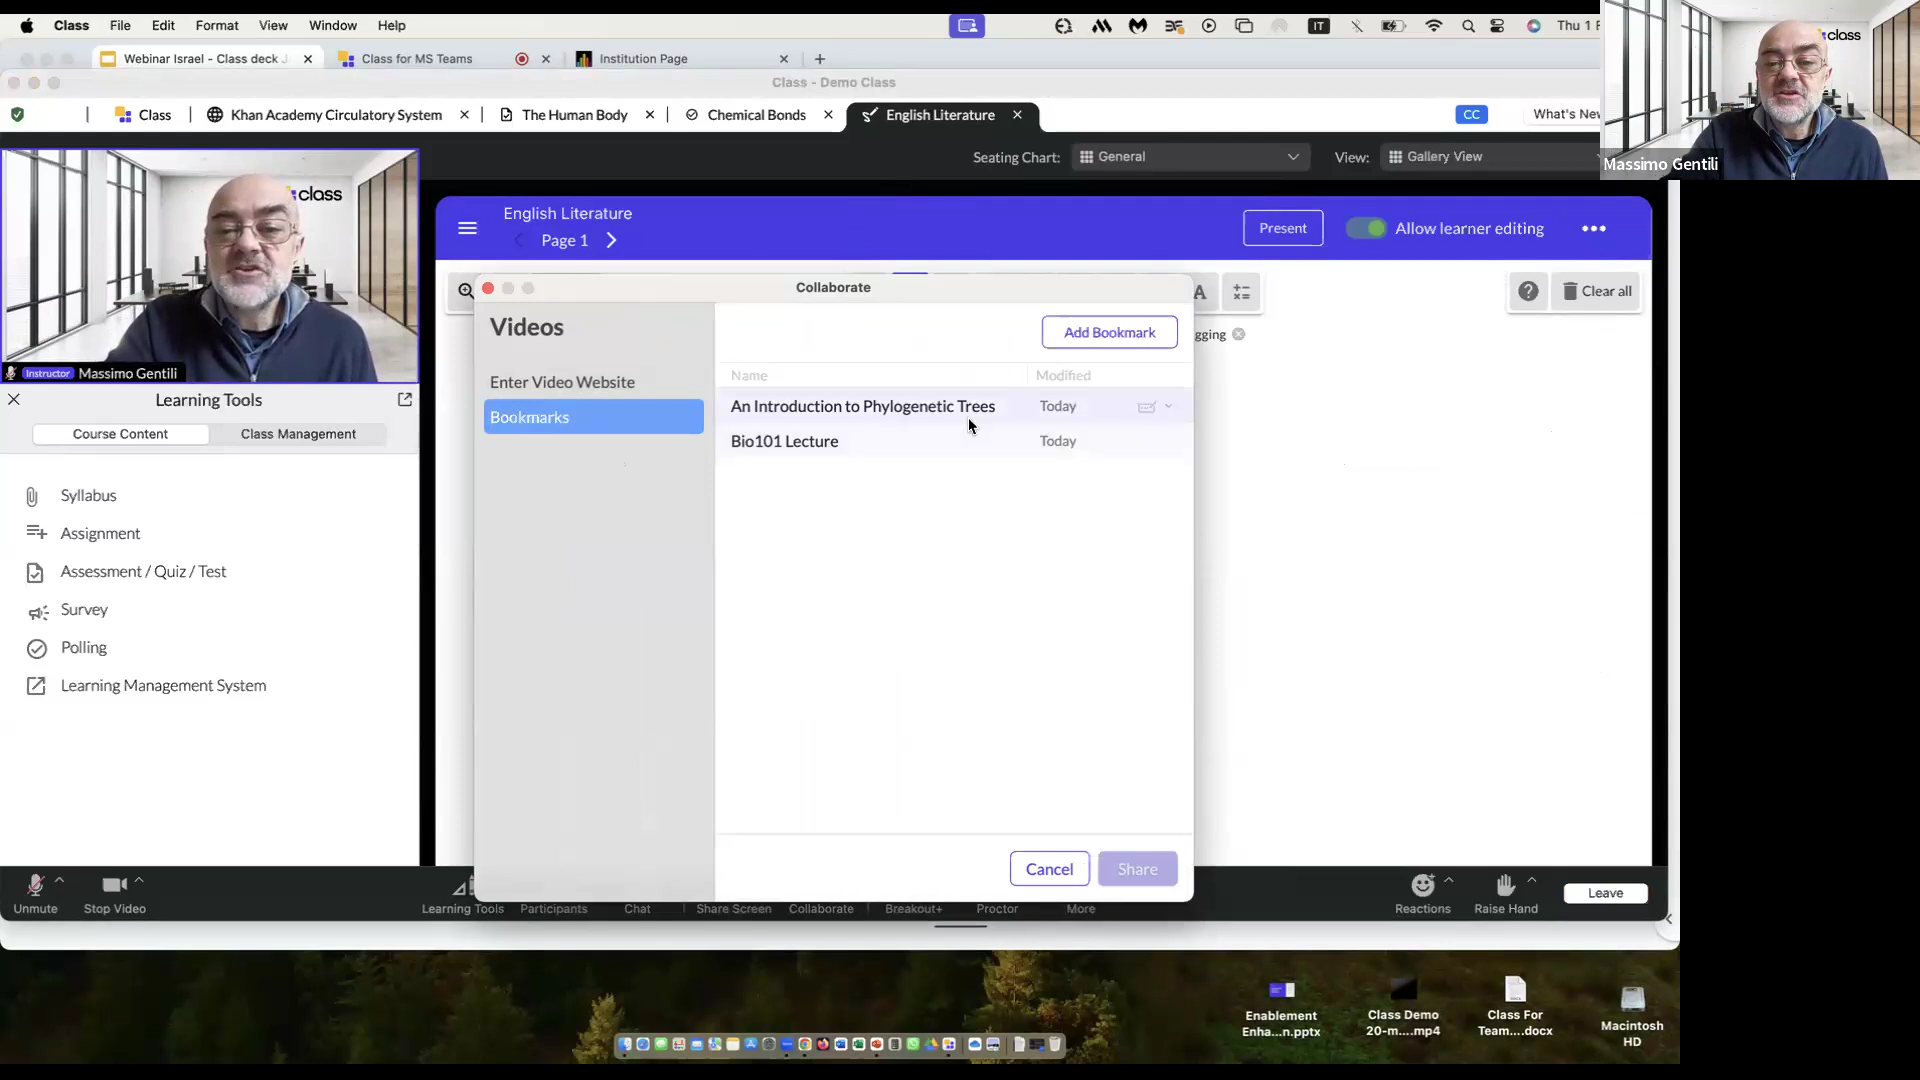 Class File Edit Format View Window Help
IT
Thu 1 F
Webinar Israel - Class deck J
Class for MS Teams
Institution Page
Class - Demo Class
Class
Khan Academy Circulatory System
The Human Body
Chemical Bonds
English Literature
CC
What's New
class
Massimo Gentili
Seating Chart: General
View: Gallery View
class
Instructor Massimo Gentili
English Literature
Page 1
Present
Allow learner editing
A
Clear all
gging
Learning Tools
Course Content
Class Management
Syllabus
Assignment
Assessment / Quiz / Test
Survey
Polling
Learning Management System
Collaborate
Videos
Enter Video Website
Bookmarks
Add Bookmark
Name Modified
An Introduction to Phylogenetic Trees Today
Bio101 Lecture Today
Cancel
Share
Unmute
Stop Video
Learning Tools
Participants
Chat
Share Screen
Collaborate
Breakout+
Proctor
More
Reactions
Raise Hand
Leave
Enablement
Enha...n.pptx
Class Demo
20-m....mp4
Class For
Team....docx
Macintosh
HD